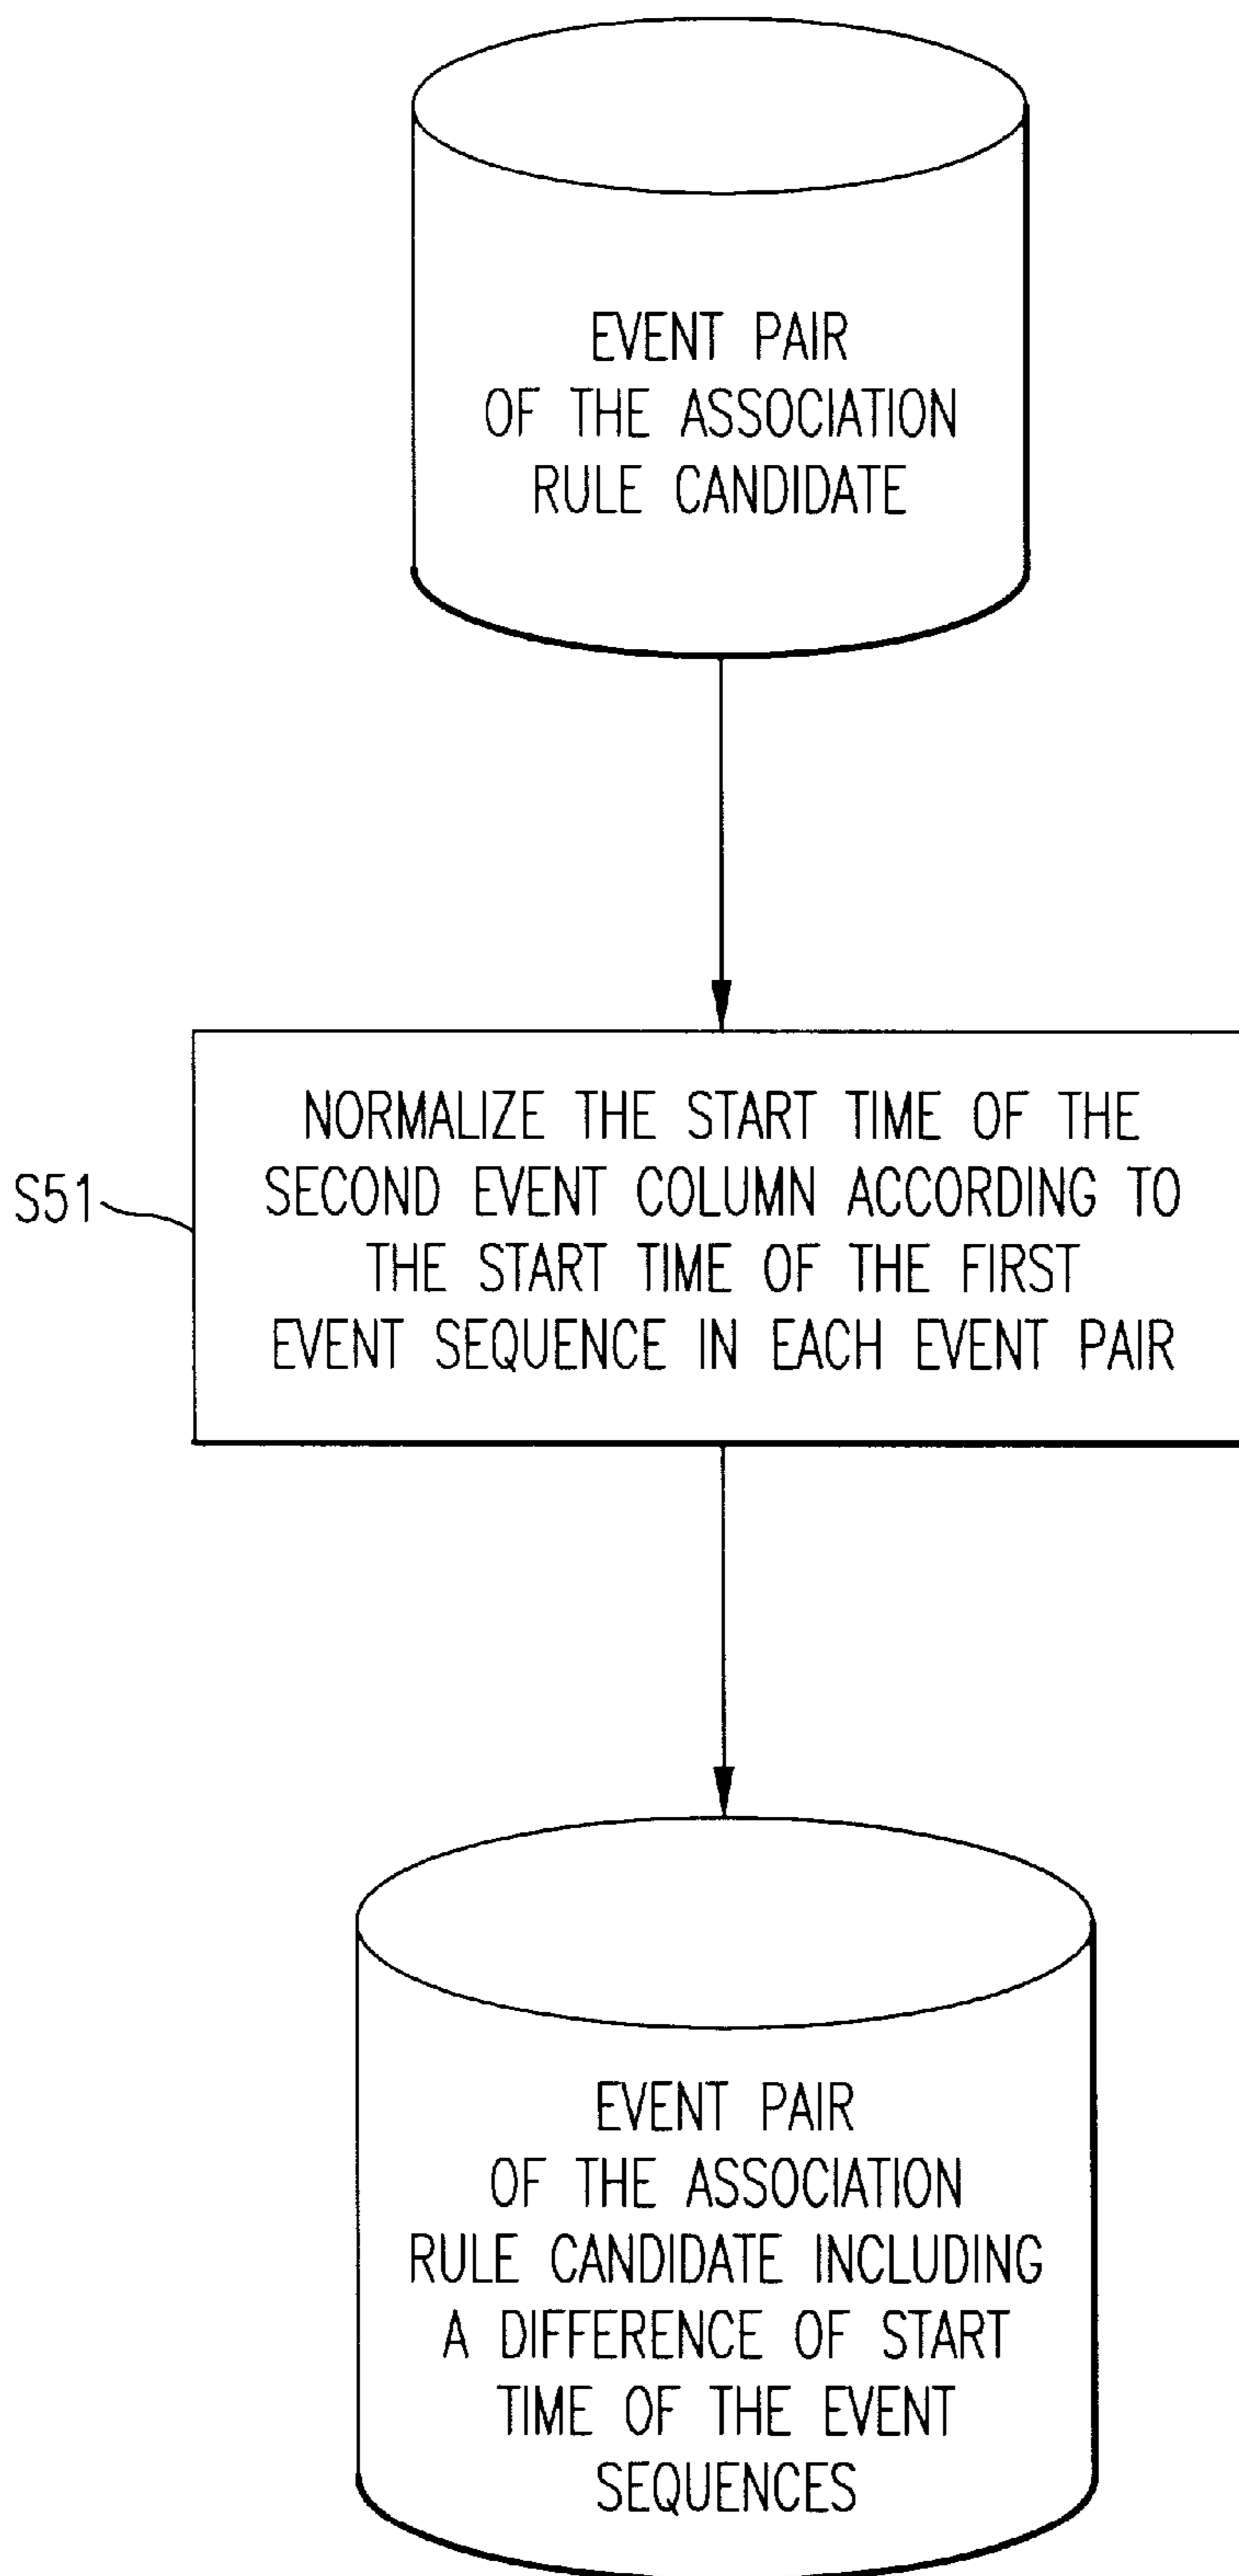 EVENT PAIR
OF THE ASSOCIATION
RULE CANDIDATE
NORMALIZE THE START TIME OF THE
SECOND EVENT COLUMN ACCORDING TO
THE START TIME OF THE FIRST
EVENT SEQUENCE IN EACH EVENT PAIR
S51
EVENT PAIR
OF THE ASSOCIATION
RULE CANDIDATE INCLUDING
A DIFFERENCE OF START
TIME OF THE EVENT
SEQUENCES